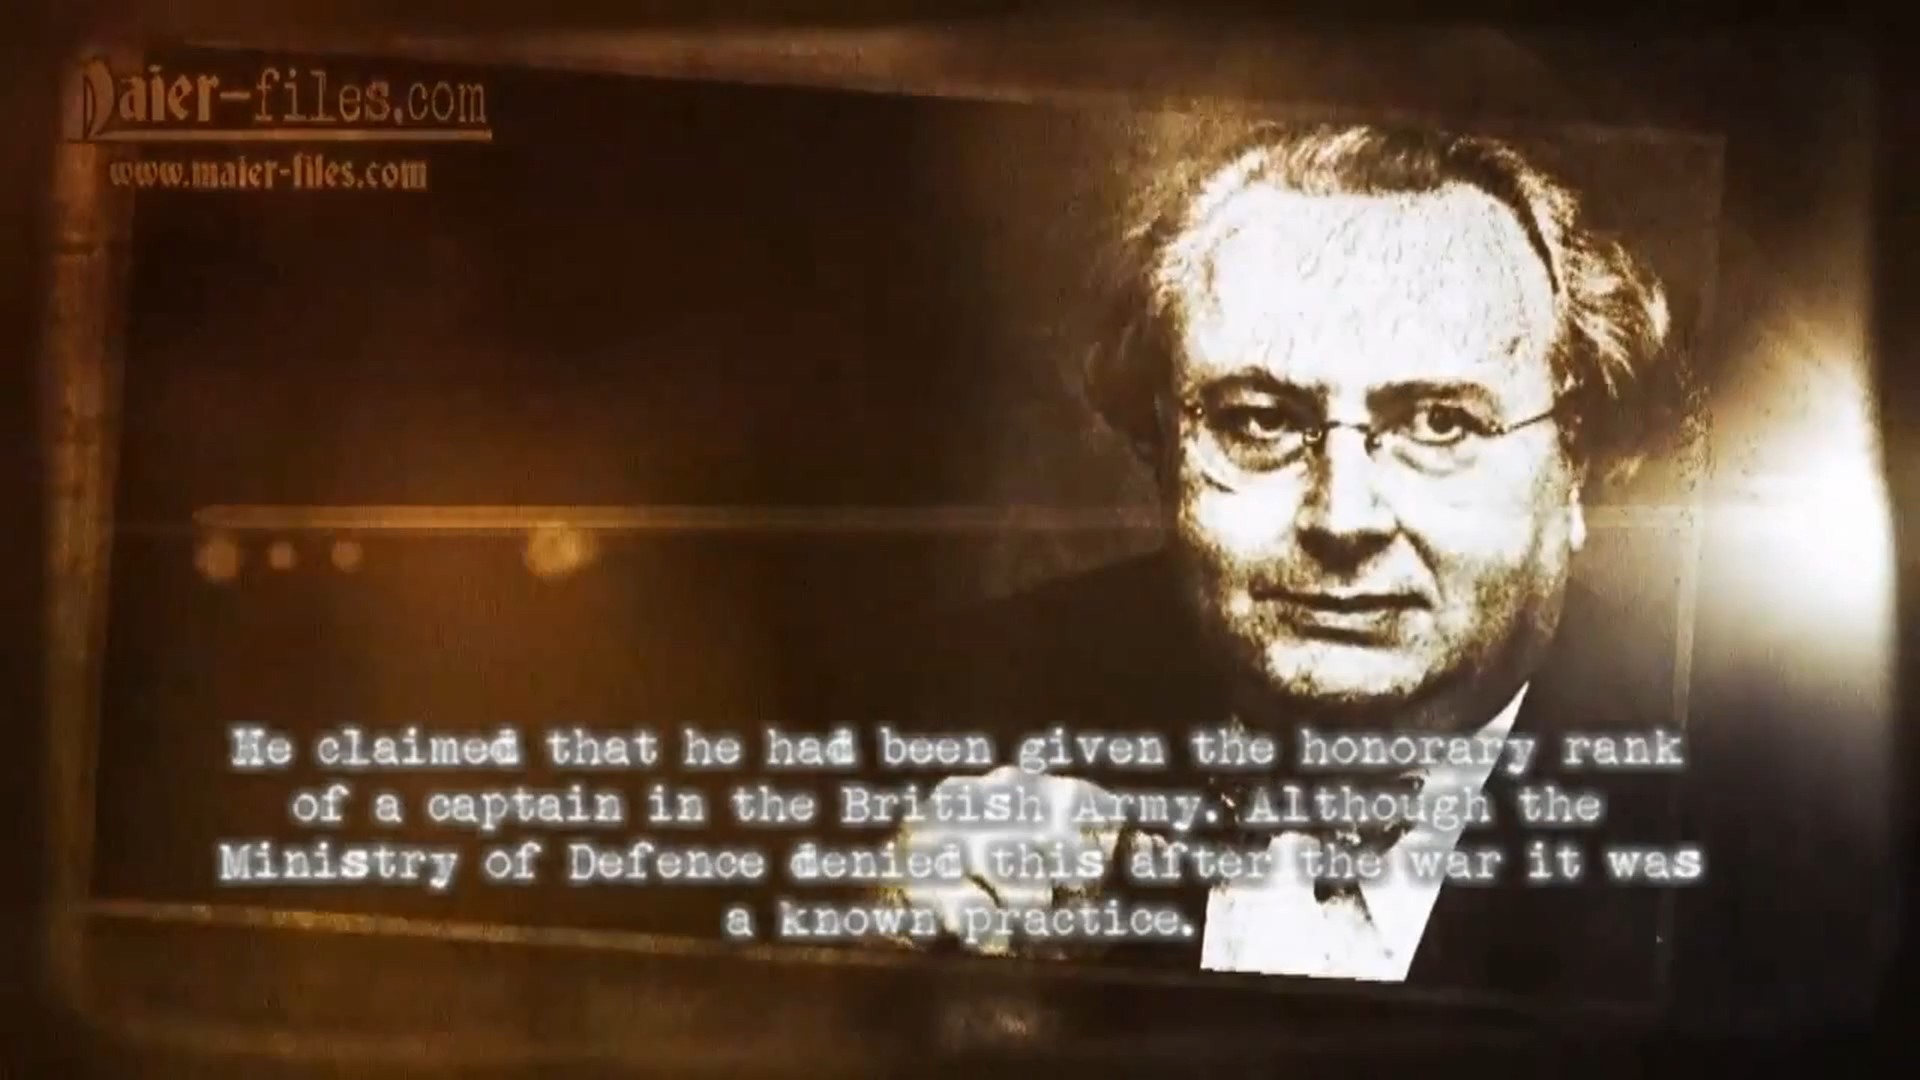 Maier-files.com
www.maier-files.com
He claimed that he had been given the honorary rank
of a captain in the British Army. Although the
Ministry of Defence denied this after the war it was
a known practice.